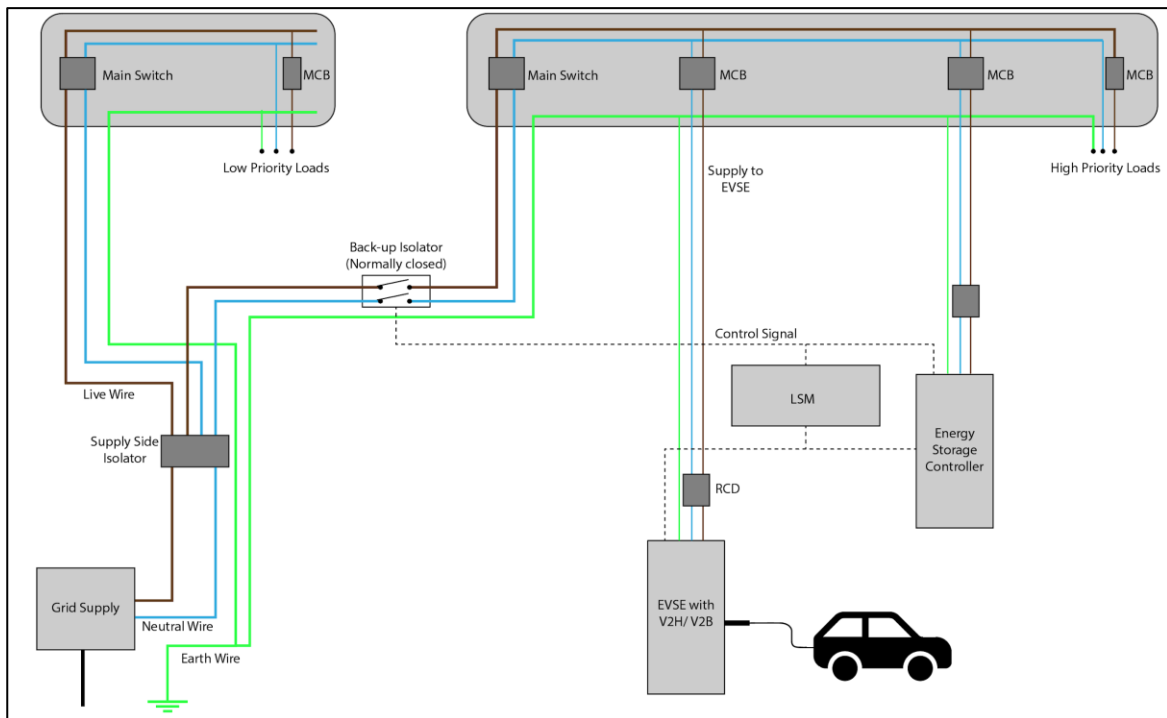 Main Switch
MCB
Low Priority Loads
Main Switch
MCB
MCB
MCB
High Priority Loads
Supply to
EVSE
Back-up Isolator
(Normally closed)
Control Signal
Live Wire
LSM
Supply Side
Isolator
Energy
Storage
Controller
RCD
Grid Supply
EVSE with
V2H/ V2B
Neutral Wire
Earth Wire